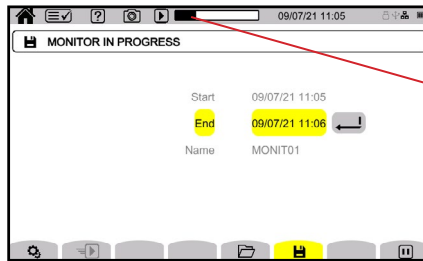 ? 09/07/21 11:05
MONITOR IN PROGRESS
Start 09/07/21 11:05
End 09/07/21 11:06
Name MONIT01